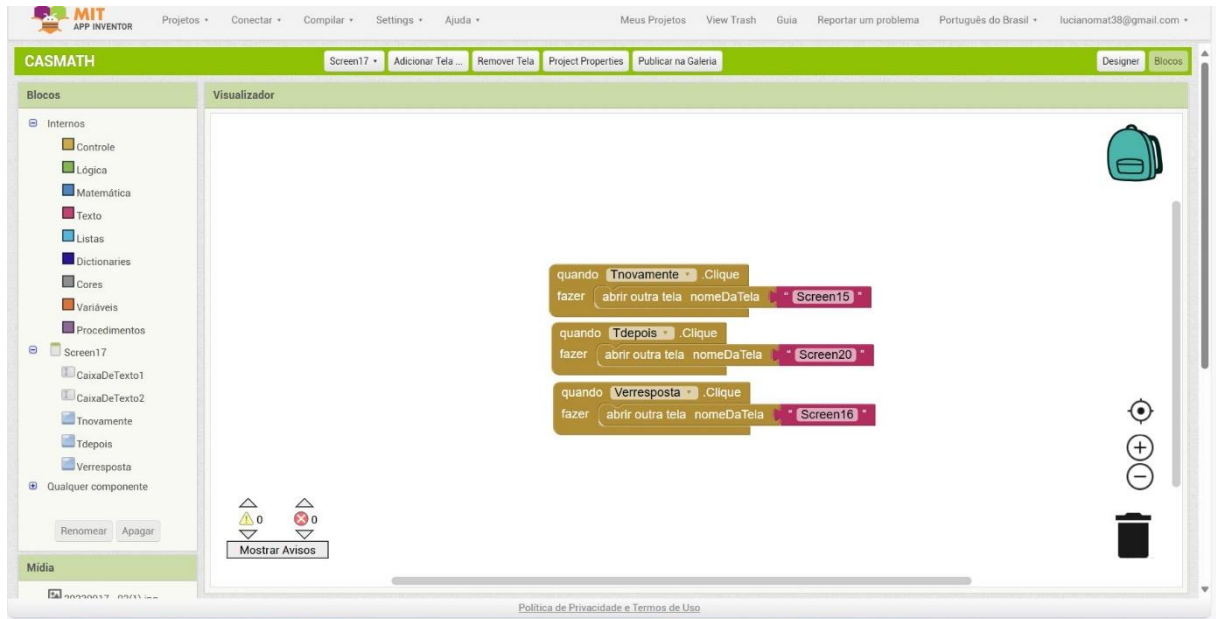 MIT
APP INVENTOR
Projetos Conectar Compilar Settings Ajuda Meus Projetos View Trash Guia Reportar um problema Português do Brasil lucianomat38@gmail.com
CASMATH Screen17 Adicionar Tela ... Remover Tela Project Properties Publicar na Galeria Designer Blocos
Blocos
Internos
Controle
Lógica
Matemática
Texto
Listas
Dictionaries
Cores
Variáveis
Procedimentos
Screen17
CaixaDeTexto1
CaixaDeTexto2
Tnovamente
Tdepois
Verresposta
Qualquer componente
Renomear Apagar
Mídia
Visualizador
quando Tnovamente .Clique
fazer abrir outra tela nomeDaTela " Screen15 "
quando Tdepois .Clique
fazer abrir outra tela nomeDaTela " Screen20 "
quando Verresposta .Clique
fazer abrir outra tela nomeDaTela " Screen16 "
0 0
Mostrar Avisos
Política de Privacidade e Termos de Uso